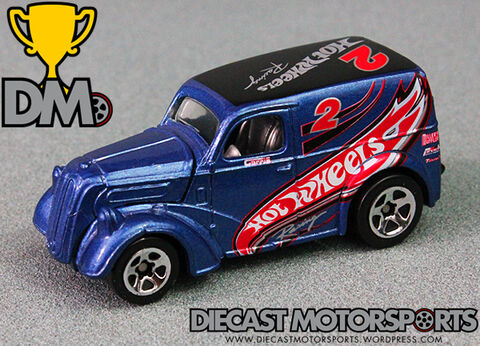 DM
2
HOT WHEELS
Racing
2
HOT WHEELS
Racing
DIECAST MOTORSPORTS
WWW.DIECASTMOTORSPORTS.WORDPRESS.COM